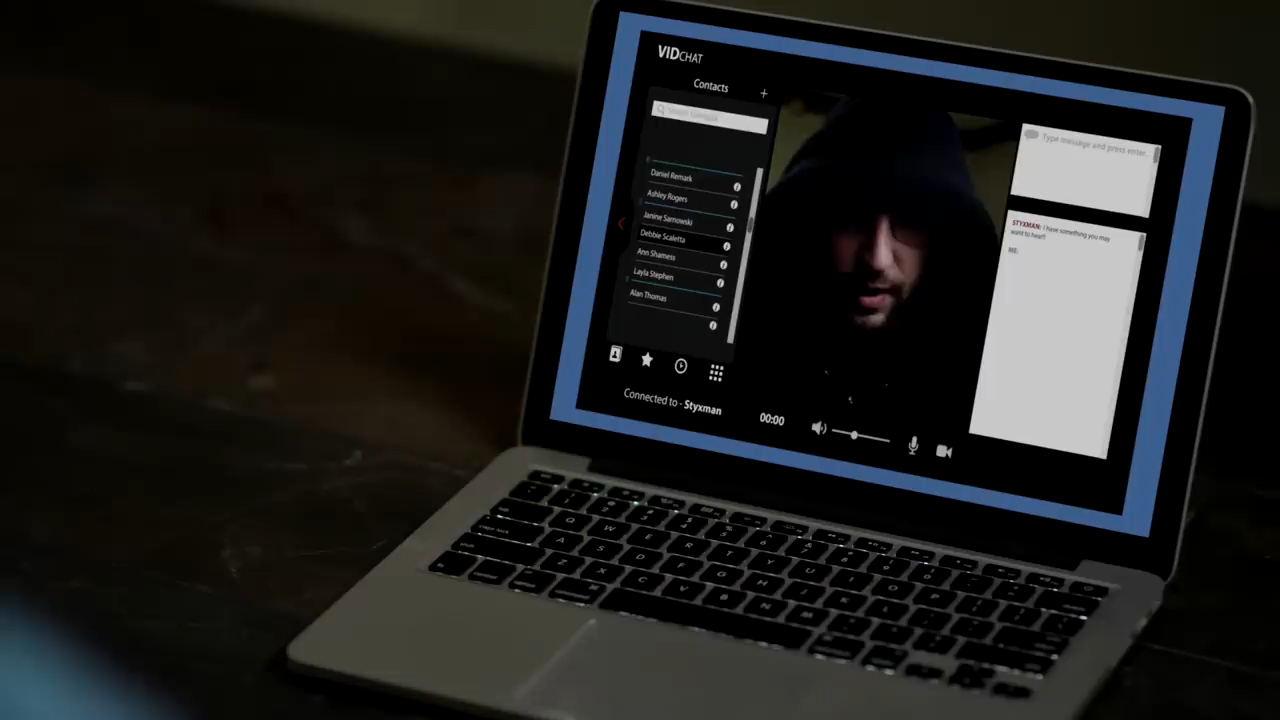 VIDCHAT
Contacts +
Daniel Remark
Ashley Rogers
Janine Sarnowski
Debbie Scaletta
Ann Shamess
Layla Stephen
Alan Thomas
Connected to - Styxman
00:00
Type message and press enter.
STYXMAN: I have something you may
want to hear!!
ME:
Q W E R T Y U I O P
A S D F G H J K L
Z X C V B N M